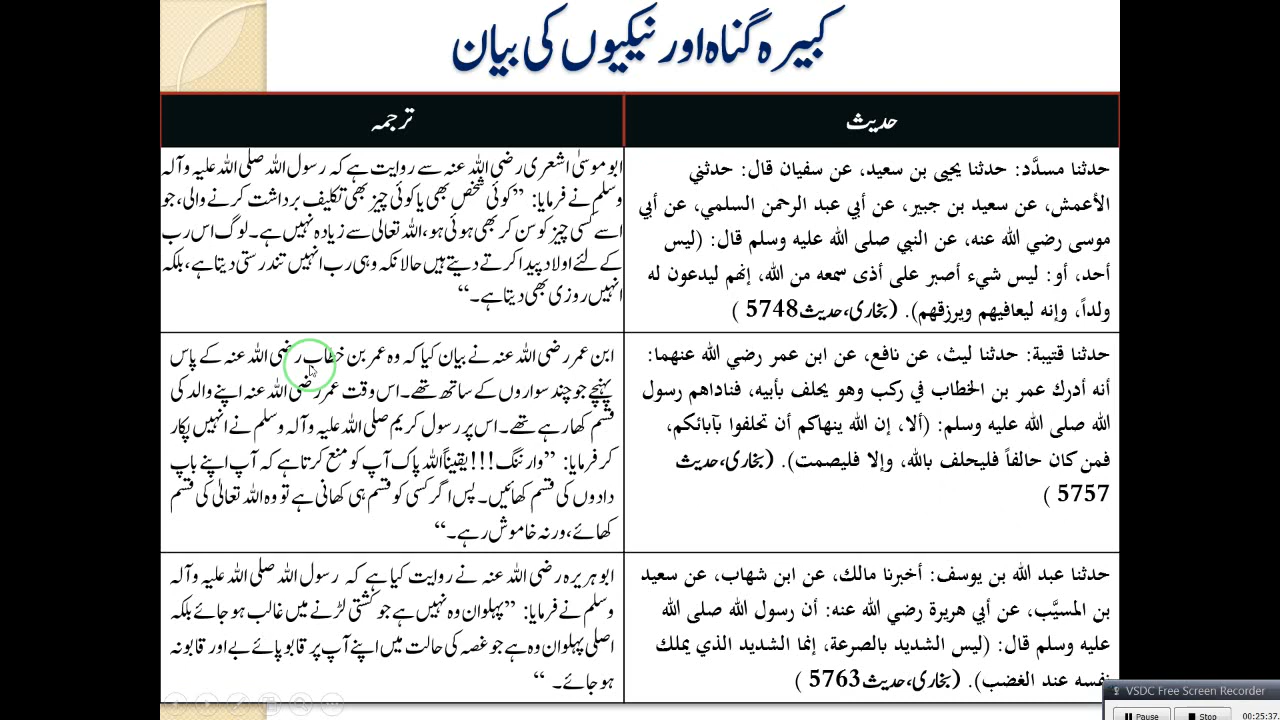 کبیرہ گناہ اور نیکیوں کی بیان
حدیث
ترجمہ
حدثنا مسدَّد: حدثنا يحيى بن سعيد، عن سفيان قال: حدثني
الأعمش، عن سعيد بن جبير، عن أبي عبد الرحمن السلمي، عن أبي
موسى رضي الله عنه، عن النبي صلى الله عليه وسلم قال: (ليس
أحد، أو: ليس شيء أصبر على أذى سمعه من الله، إنهم ليدعون له
ولداً، وإنه ليعافيهم ويرزقهم). (بخاری، حدیث 5748 )
ابو موسیٰ اشعری رضی اللہ عنہ سے روایت ہے کہ رسول اللہ صلی اللہ علیہ وآلہ
وسلم نے فرمایا: ”کوئی شخص بھی یا کوئی چیز بھی تکلیف برداشت کرنے والی، جو
اسے کسی چیز کو سن کر بھی ہوئی ہو، اللہ تعالی سے زیادہ نہیں ہے۔ لوگ اس رب
کے لئے اولاد پیدا کرتے دیتے ہیں حالانکہ وہی رب انہیں تندرستی دیتا ہے، بلکہ
انہیں روزی بھی دیتا ہے۔“
حدثنا قتيبة: حدثنا ليث، عن نافع، عن ابن عمر رضي الله عنهما:
أنه أدرك عمر بن الخطاب في ركب وهو يحلف بأبيه، فناداهم رسول
الله صلى الله عليه وسلم: (ألا، إن الله ينهاكم أن تحلفوا بآبائكم،
فمن كان حالفاً فليحلف بالله، وإلا فليصمت). (بخاری، حدیث
5757 )
ابن عمر رضی اللہ عنہ نے بیان کیا کہ وہ عمر بن خطاب رضی اللہ عنہ کے پاس
پہنچے جو چند سواروں کے ساتھ تھے۔ اس وقت عمر رضی اللہ عنہ اپنے والد کی
قسم کھا رہے تھے۔ اس پر رسول کریم صلی اللہ علیہ وآلہ وسلم نے انہیں پکار
کر فرمایا: ”وارننگ!!! یقیناً اللہ پاک آپ کو منع کرتا ہے کہ آپ اپنے باپ
دادوں کی قسم کھائیں۔ پس اگر کسی کو قسم ہی کھانی ہے تو وہ اللہ تعالٰی کی قسم
کھائے، ورنہ خاموش رہے۔“
حدثنا عبد الله بن يوسف: أخبرنا مالك، عن ابن شهاب، عن سعيد
بن المسيَّب، عن أبي هريرة رضي الله عنه: أن رسول الله صلى الله
عليه وسلم قال: (ليس الشديد بالصرعة، إنما الشديد الذي يملك
نفسه عند الغضب). (بخاری، حدیث 5763 )
ابو ہریرہ رضی اللہ عنہ نے روایت کیا ہے کہ رسول اللہ صلی اللہ علیہ وآلہ
وسلم نے فرمایا: ”پہلوان وہ نہیں ہے جو کشتی لڑنے میں غالب ہو جائے بلکہ
اصلی پہلوان وہ ہے جو غصہ کی حالت میں اپنے آپ پر قابو پائے بے اور قابو نہ
ہو جائے۔ “
VSDC Free Screen Recorder
Pause
Stop
00:25:37.